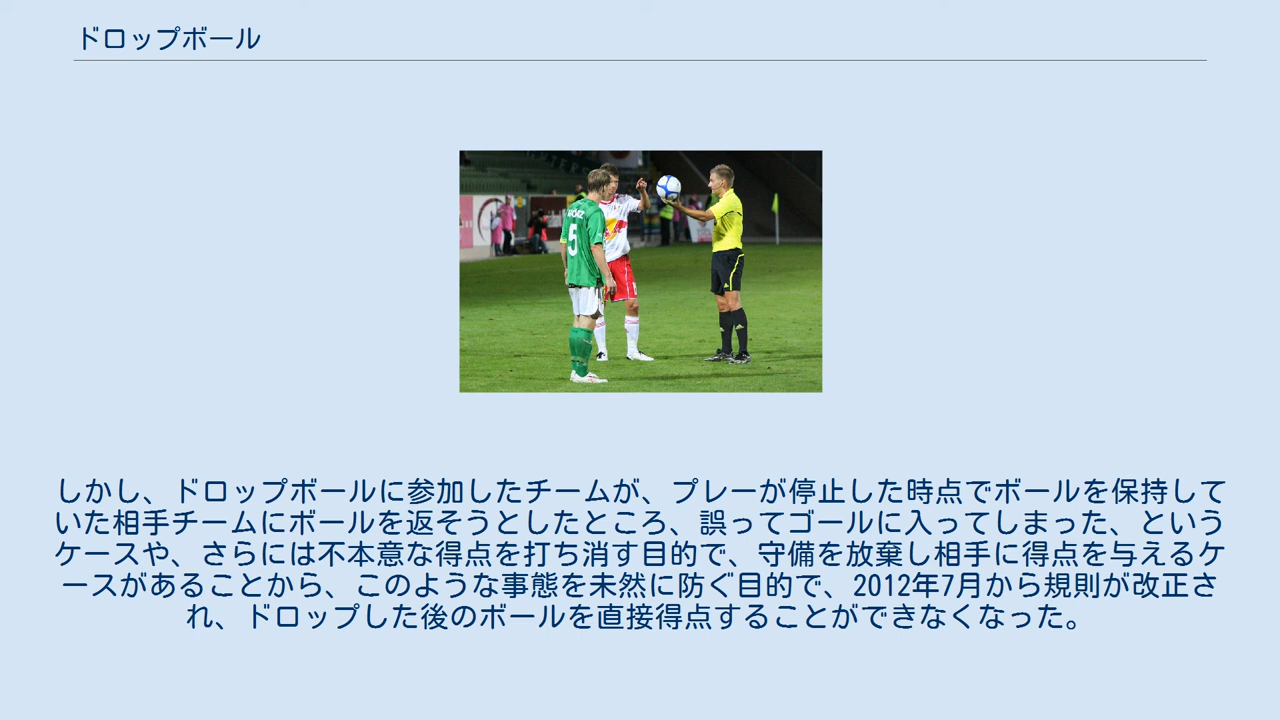 ドロップボール
5
しかし、ドロップボールに参加したチームが、プレーが停止した時点でボールを保持して
いた相手チームにボールを返そうとしたところ、誤ってゴールに入ってしまった、という
ケースや、さらには不本意な得点を打ち消す目的で、守備を放棄し相手に得点を与えるケ
ースがあることから、このような事態を未然に防ぐ目的で、2012年7月から規則が改正さ
れ、ドロップした後のボールを直接得点することができなくなった。